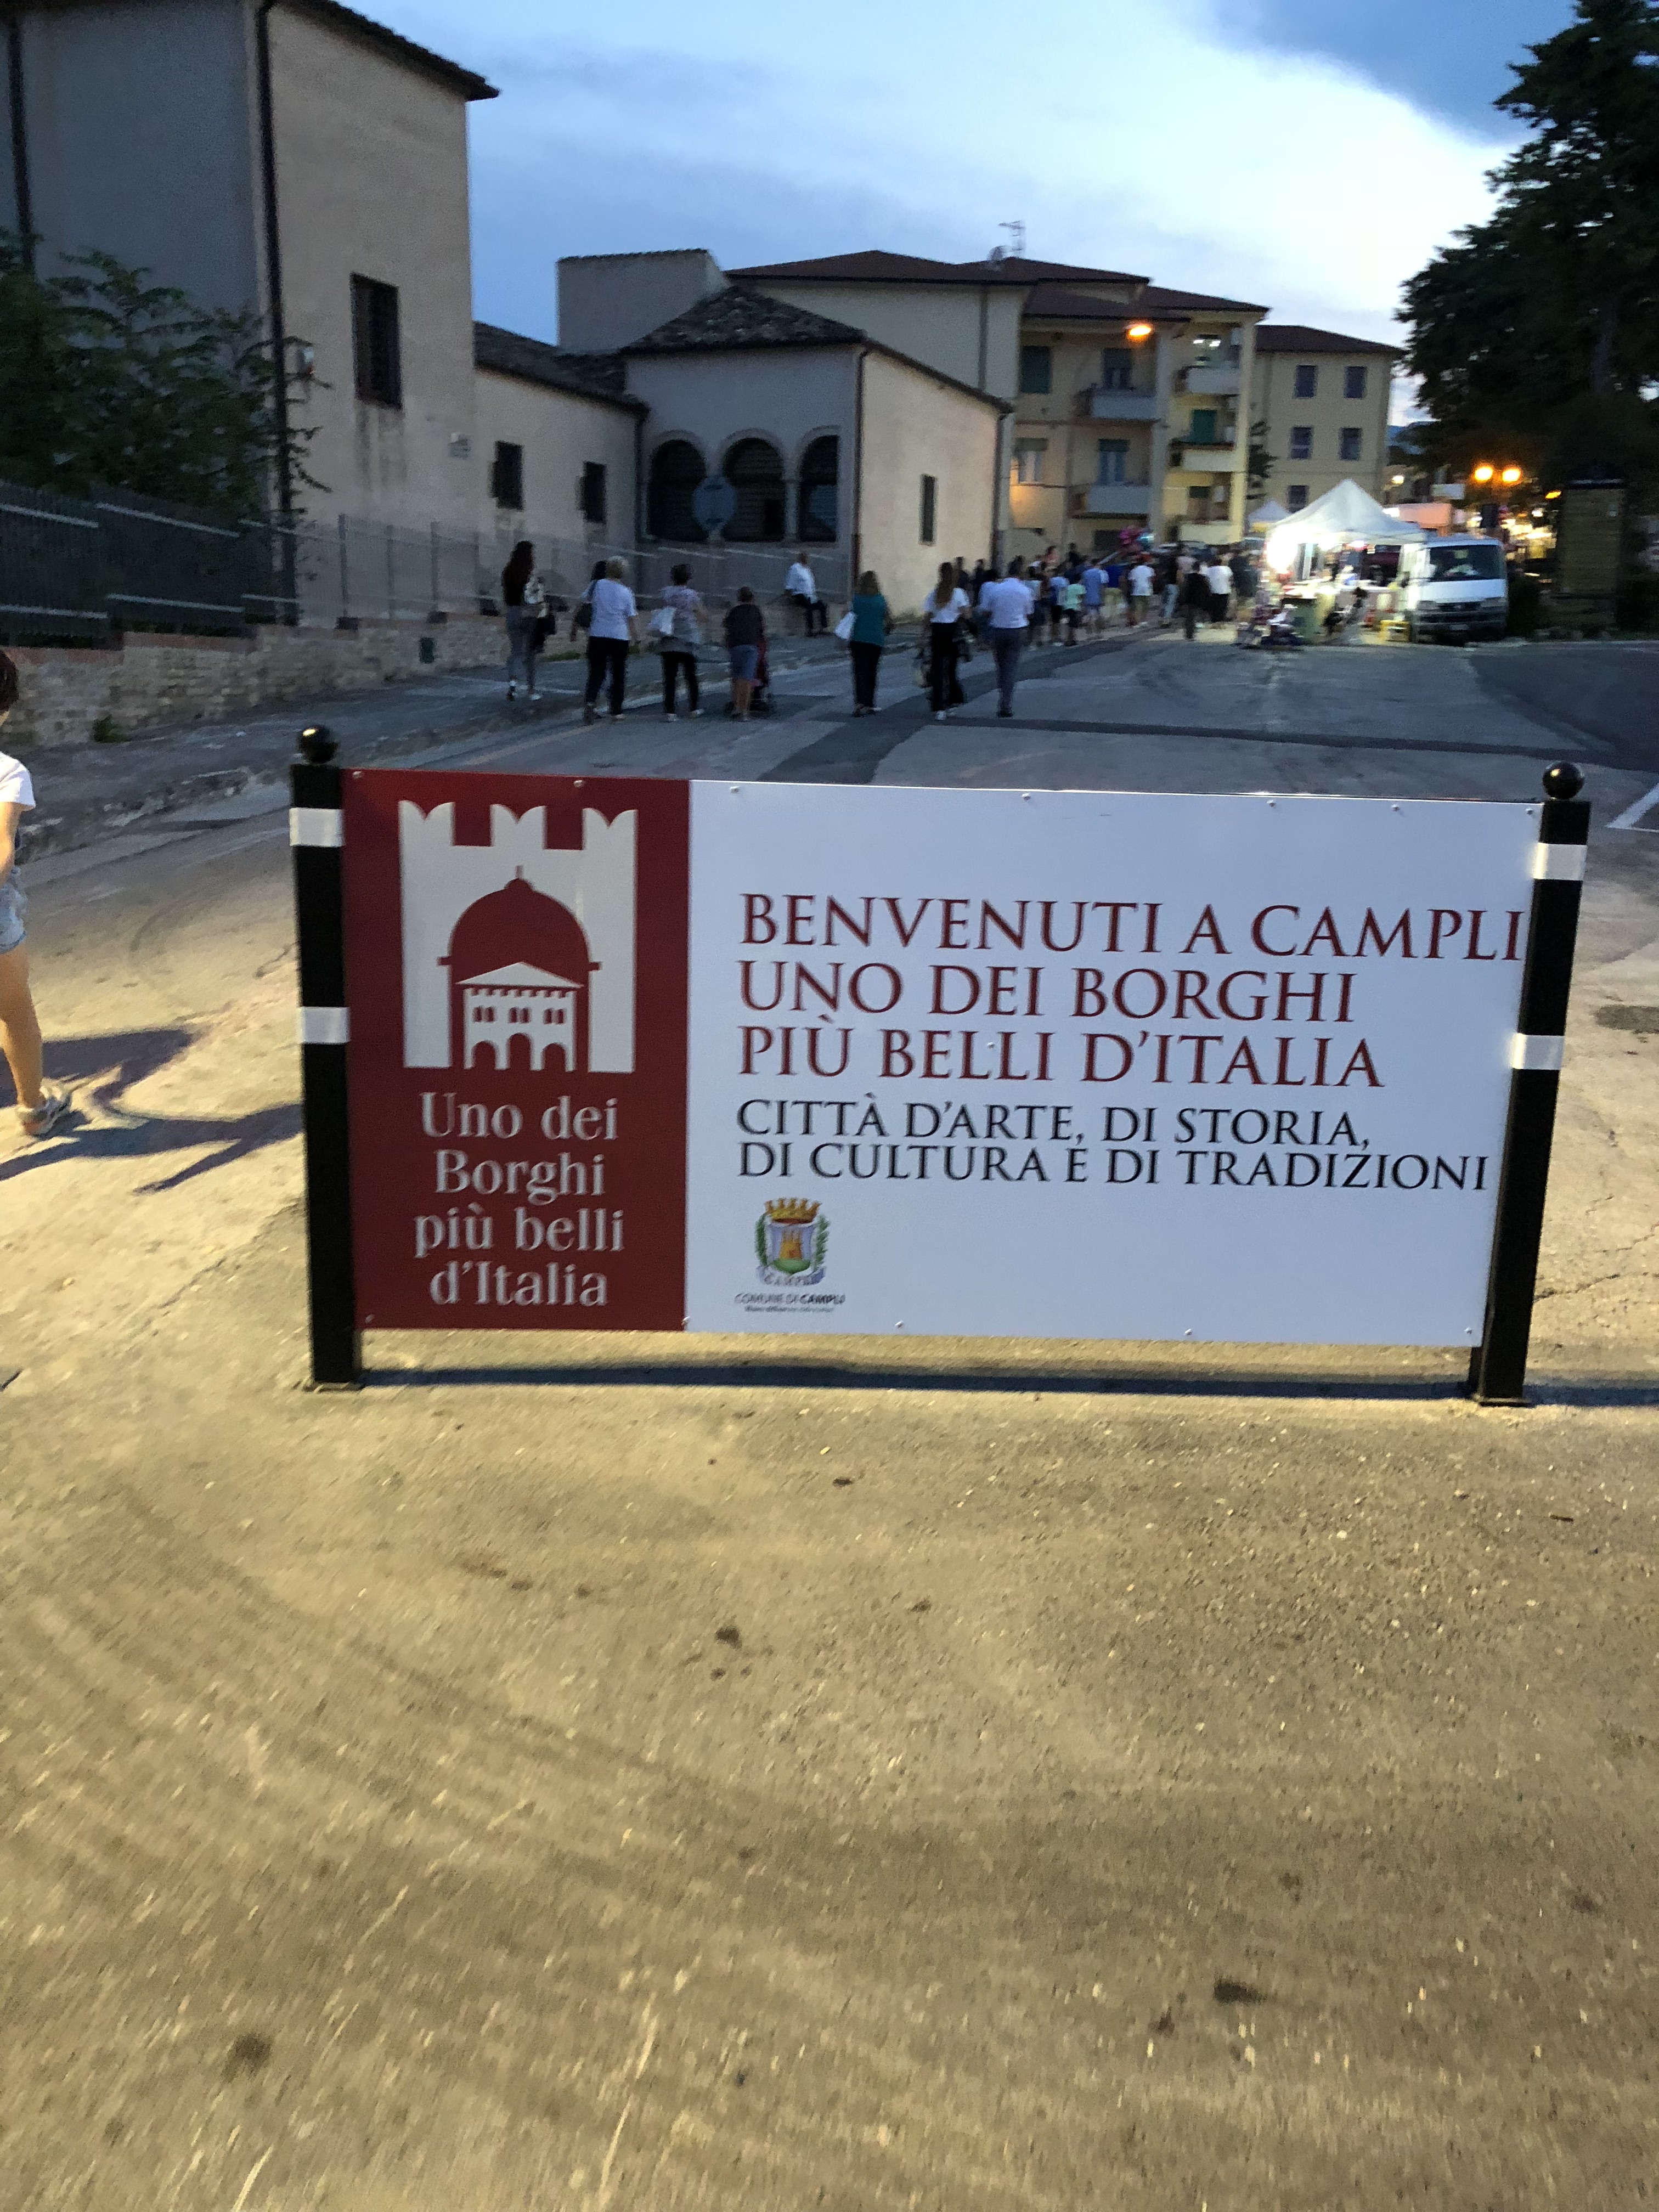 Uno dei
Borghi
più belli
d'Italia
BENVENUTI A CAMPLI
UNO DEI BORGHI
PIÙ BELLI D'ITALIA
CITTÀ D'ARTE, DI STORIA,
DI CULTURA E DI TRADIZIONI
COMUNE DI CAMPLI